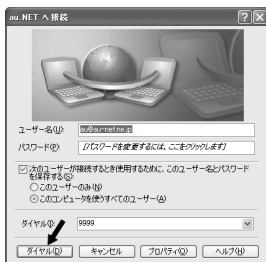 au.NET へ接続
ユーザー名(U):
au@au-net.ne.jp
パスワード(P):
[パスワードを変更するには、ここをクリックします]
次のユーザーが接続するとき使用するために、このユーザー名とパスワード
を保存する(S):
このユーザーのみ(N)
このコンピュータを使うすべてのユーザー(A)
ダイヤル(I):
9999
ダイヤル(D)
キャンセル
プロパティ(O)
ヘルプ(H)